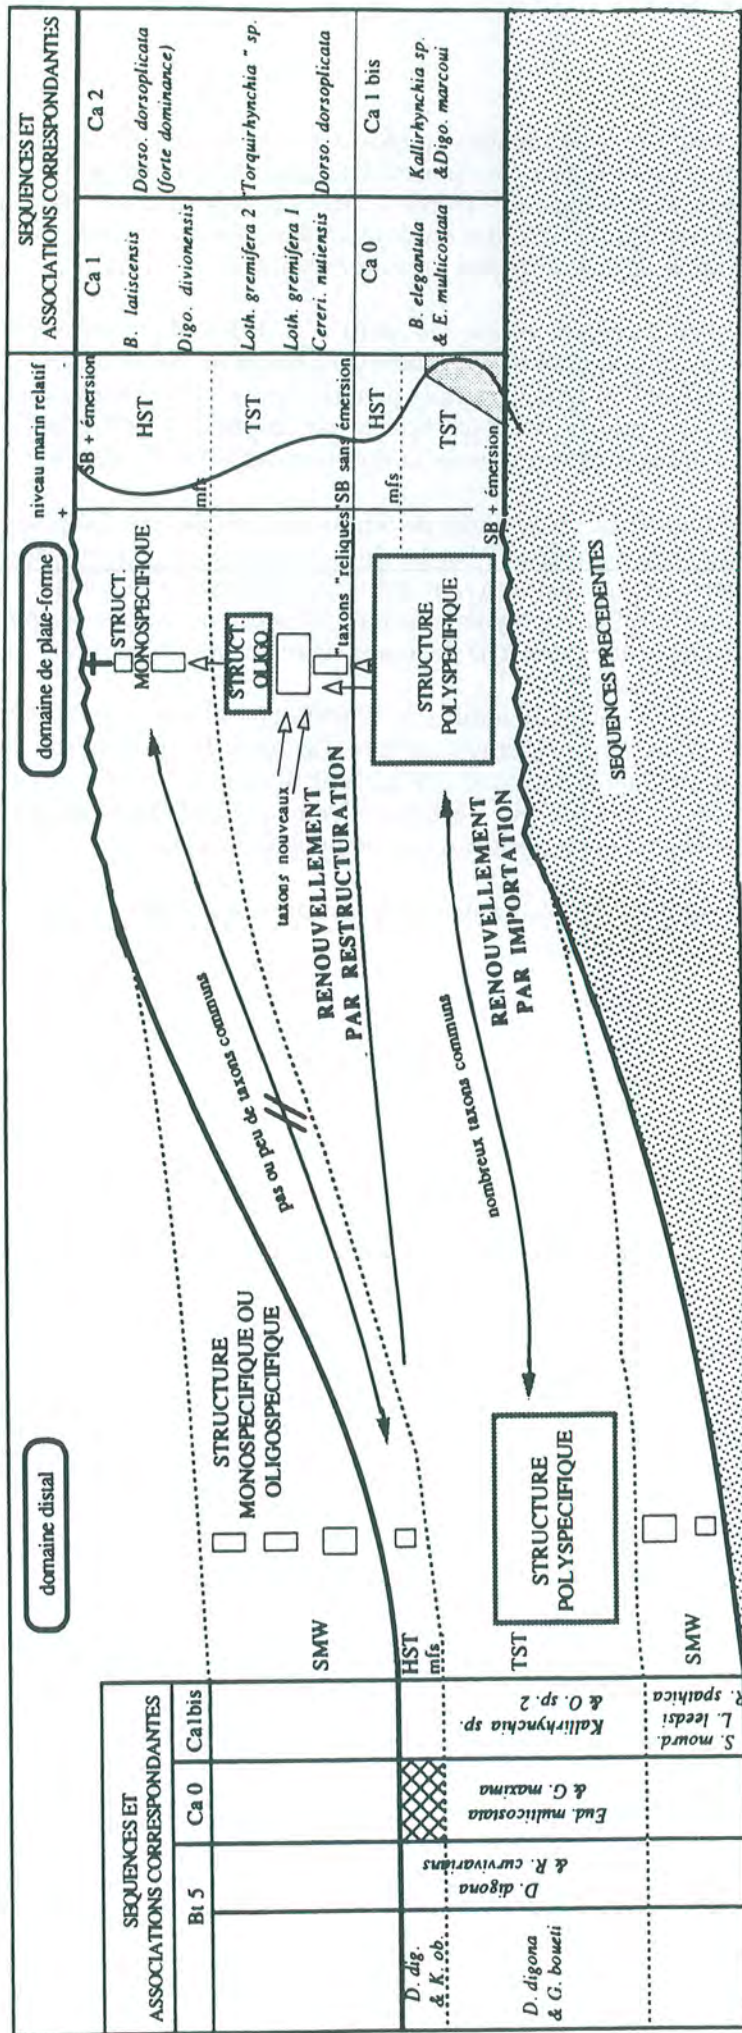 SEQUENCES ET
ASSOCIATIONS CORRESPONDANTES
Bt 5
Ca 0
Ca1bis
D. dig.
& K. ob.
D. digona
& G. boueti
D. digona
& R. curvivarians
Eud. multicostata
& G. maxima
Kallirhynchia sp.
& O. sp. 2
S. mourd.
L. leedsi
R. spathica
SMW
HST
mfs
TST
SMW
domaine distal
STRUCTURE
MONOSPECIFIQUE OU
OLIGOSPECIFIQUE
STRUCTURE
POLYSPECIFIQUE
pas ou peu de taxons communs
nombreux taxons communs
RENOUVELLEMENT
PAR RESTRUCTURATION
RENOUVELLEMENT
PAR IMPORTATION
taxons nouveaux
domaine de plate-forme
STRUCT.
MONOSPECIFIQUE
STRUCT.
OLIGO
taxons "reliques"
STRUCTURE
POLYSPECIFIQUE
SEQUENCES PRECEDENTES
niveau marin relatif
+
SB + émersion
HST
mfs
TST
SB sans émersion
HST
mfs
TST
SB + émersion
SEQUENCES ET
ASSOCIATIONS CORRESPONDANTES
Ca 1
Ca 2
B. latiscensis
Dorso. dorsoplicata
(forte dominance)
Digo. divionensis
Loth. gremifera 2
"Torquirhynchia" sp.
Loth. gremifera 1
Cereri. nutiensis
Dorso. dorsoplicata
Ca 0
Ca 1 bis
B. elegantula
& E. multicostata
Kallirhynchia sp.
&Digo. marcoui